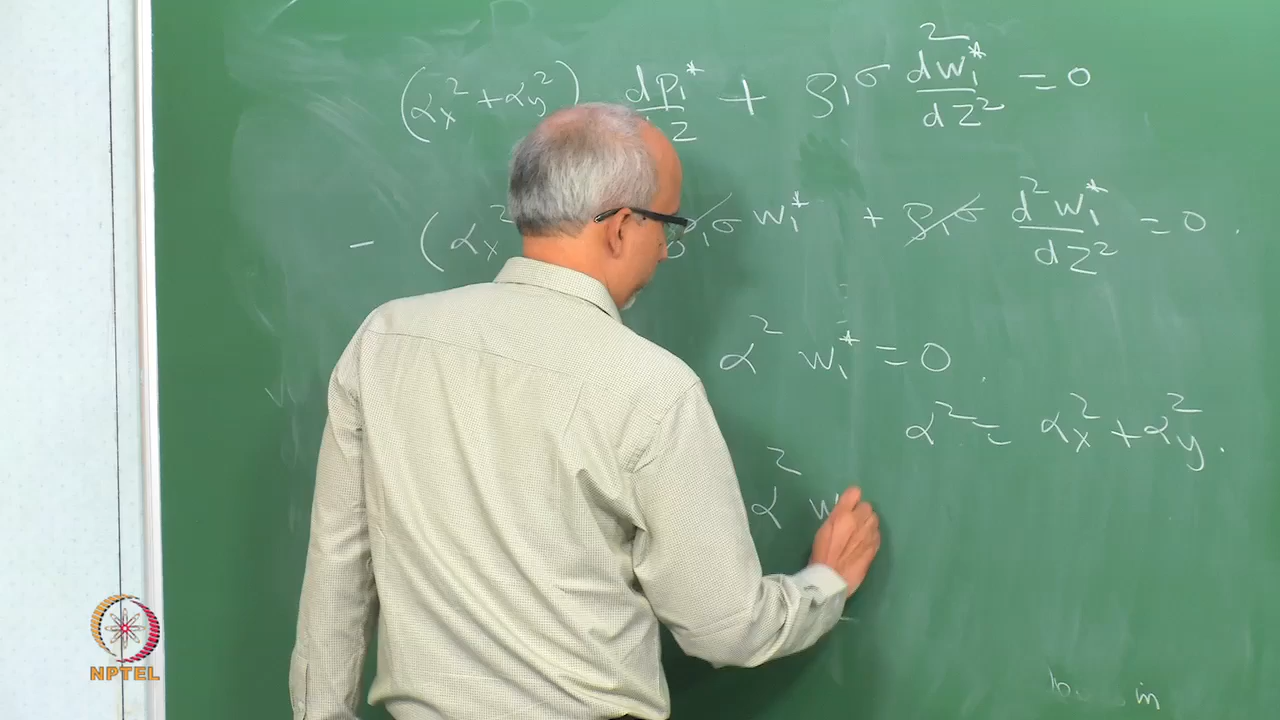 (αx² + αy²) dp₁*/dz + ρ₁σ d²w₁*/dz² = 0
− (αx² ρ₁σ w₁* + ρ₁σ d²w₁*/dz² = 0 .
α² w₁* = 0 .
α² = αx² + αy² .
α² w
in
NPTEL